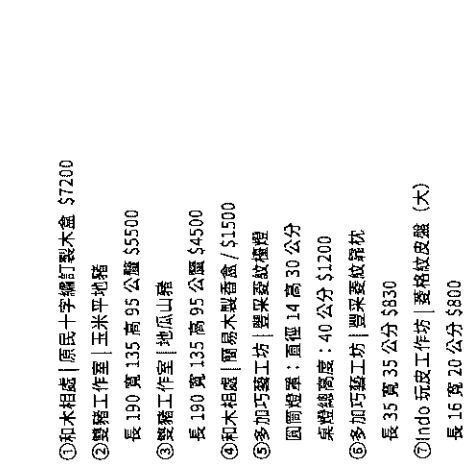 ①和木相處│原民十字繡訂製木盒 $7200
②雙豬工作室│玉米平地豬
長 190 寬 135 高 95 公釐 $5500
③雙豬工作室│地瓜山豬
長 190 寬 135 高 95 公釐 $4500
④和木相處│簡易木製香盒 / $1500
⑤多加巧藝工坊│豐采菱紋檯燈
圓筒燈罩：直徑 14 高 30 公分
桌燈總高度：40 公分 $1200
⑥多加巧藝工坊│豐采菱紋靠枕
長 35 寬 35 公分 $830
⑦Indo 玩皮工作坊│菱格紋皮盤（大）
長 16 寬 20 公分 $800